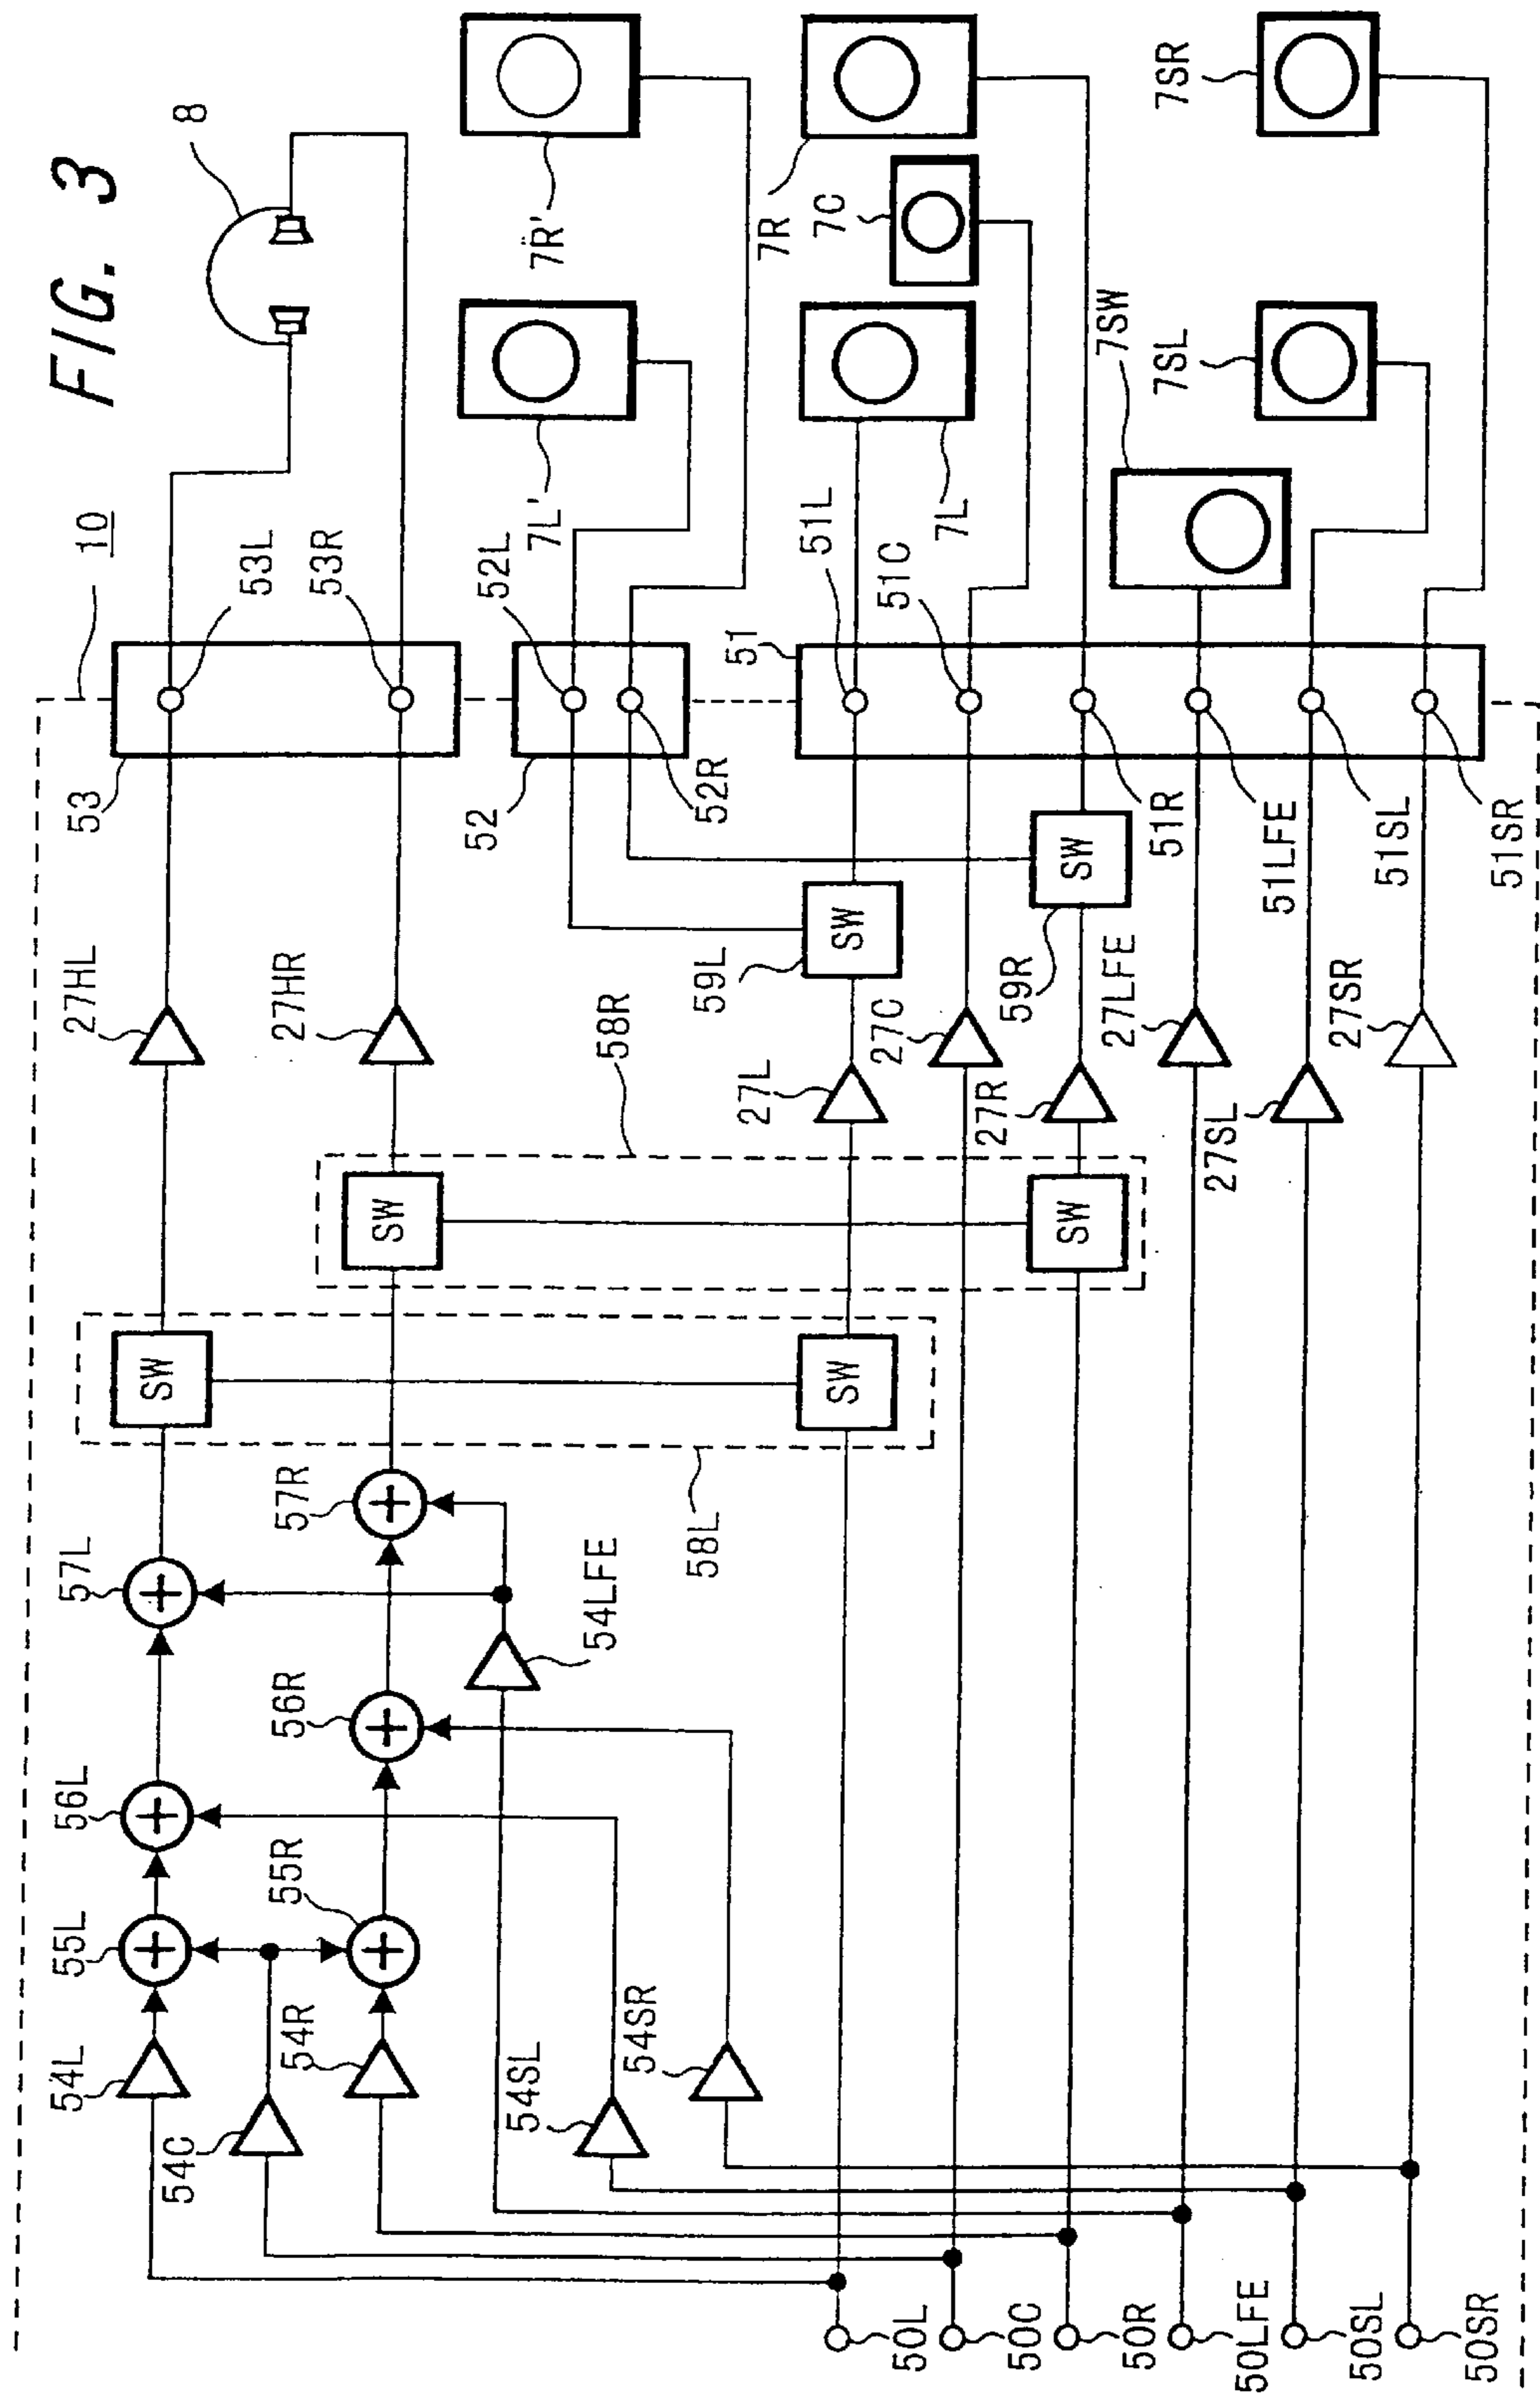 FIG. 3
8
10
53
53L
53R
27HL
27HR
52
52L
52R
7L'
7R'
7R
7C
7L
7SW
7SL
7SR
51
51L
51C
51R
51LFE
51SL
51SR
SW
59L
SW
59R
27L
27C
27R
27LFE
27SL
27SR
58R
SW
SW
SW
SW
58L
57L
57R
54LFE
56L
56R
55L
55R
54L
54C
54R
54SL
54SR
50L
50C
50R
50LFE
50SL
50SR